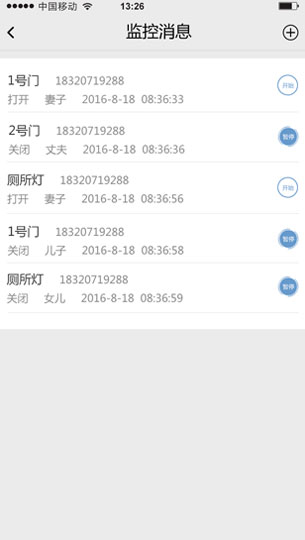 中国移动 13:26
监控消息
1号门 18320719288 开始
打开 妻子 2016-8-18 08:36:33
2号门 18320719288 暂停
关闭 丈夫 2016-8-18 08:36:36
厕所灯 18320719288 开始
打开 妻子 2016-8-18 08:36:56
1号门 18320719288 暂停
关闭 儿子 2016-8-18 08:36:58
厕所灯 18320719288 暂停
关闭 女儿 2016-8-18 08:36:59